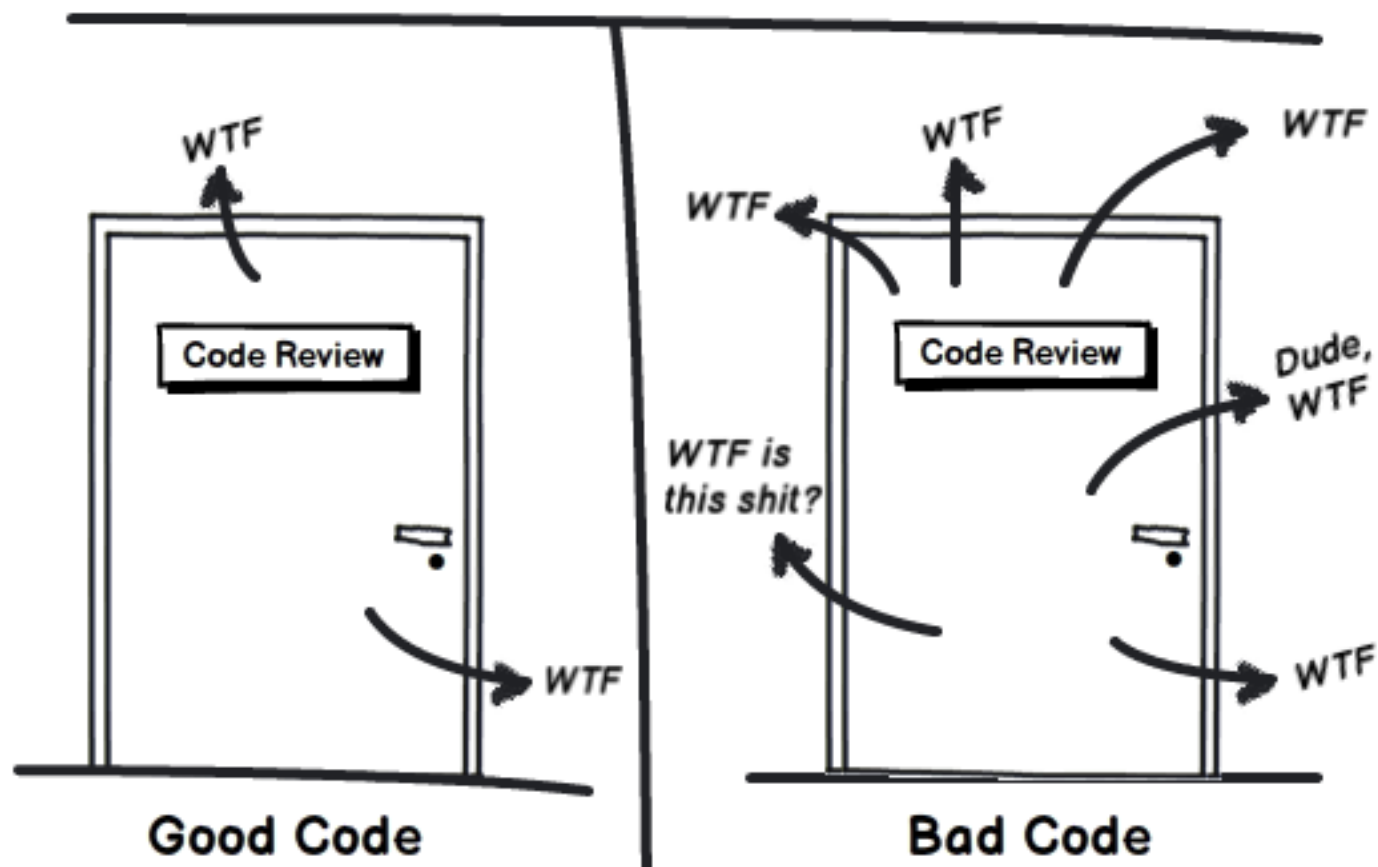 WTF
Code Review
WTF
Good Code
WTF
WTF
WTF
Code Review
Dude,
WTF
WTF is
this shit?
WTF
Bad Code